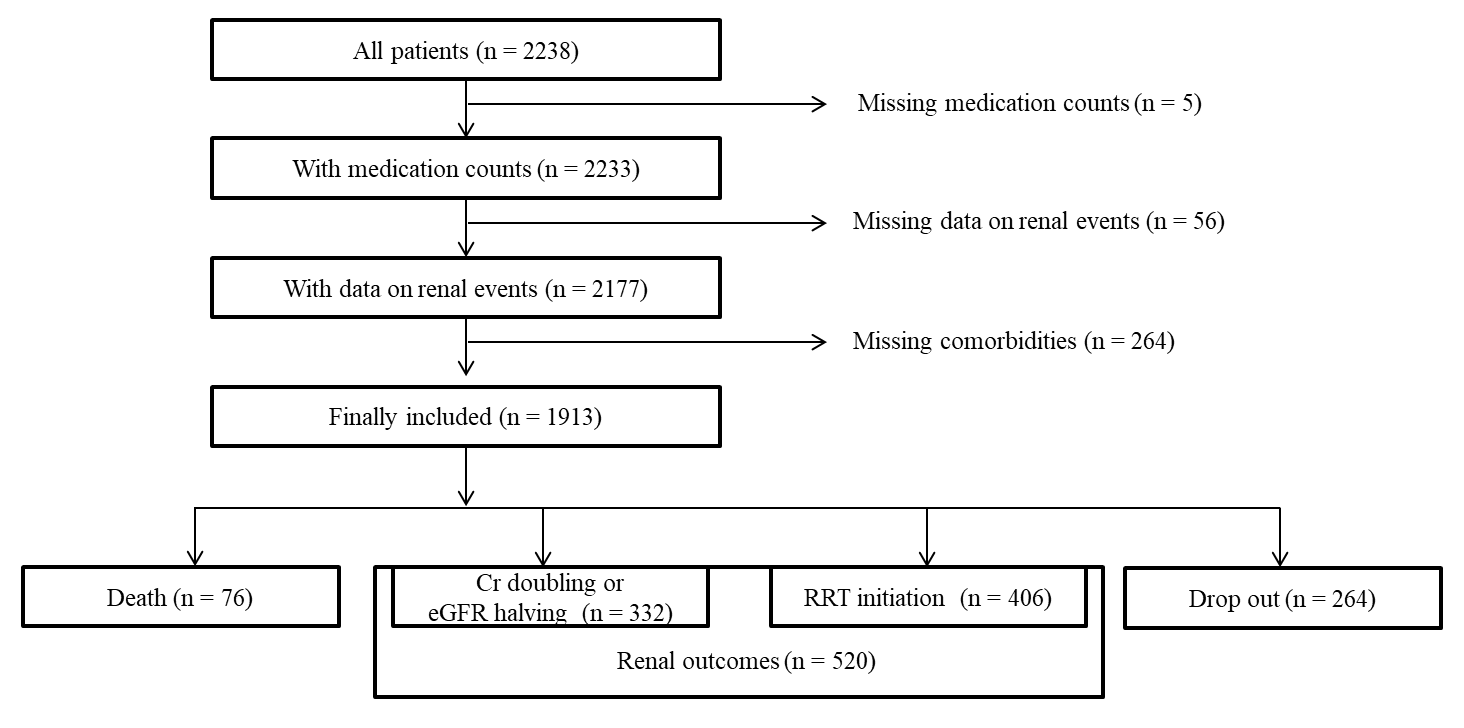 All patients (n = 2238)
Missing medication counts (n = 5)
With medication counts (n = 2233)
Missing data on renal events (n = 56)
With data on renal events (n = 2177)
Missing comorbidities (n = 264)
Finally included (n = 1913)
Death (n = 76)
Cr doubling or
eGFR halving (n = 332)
RRT initiation (n = 406)
Drop out (n = 264)
Renal outcomes (n = 520)